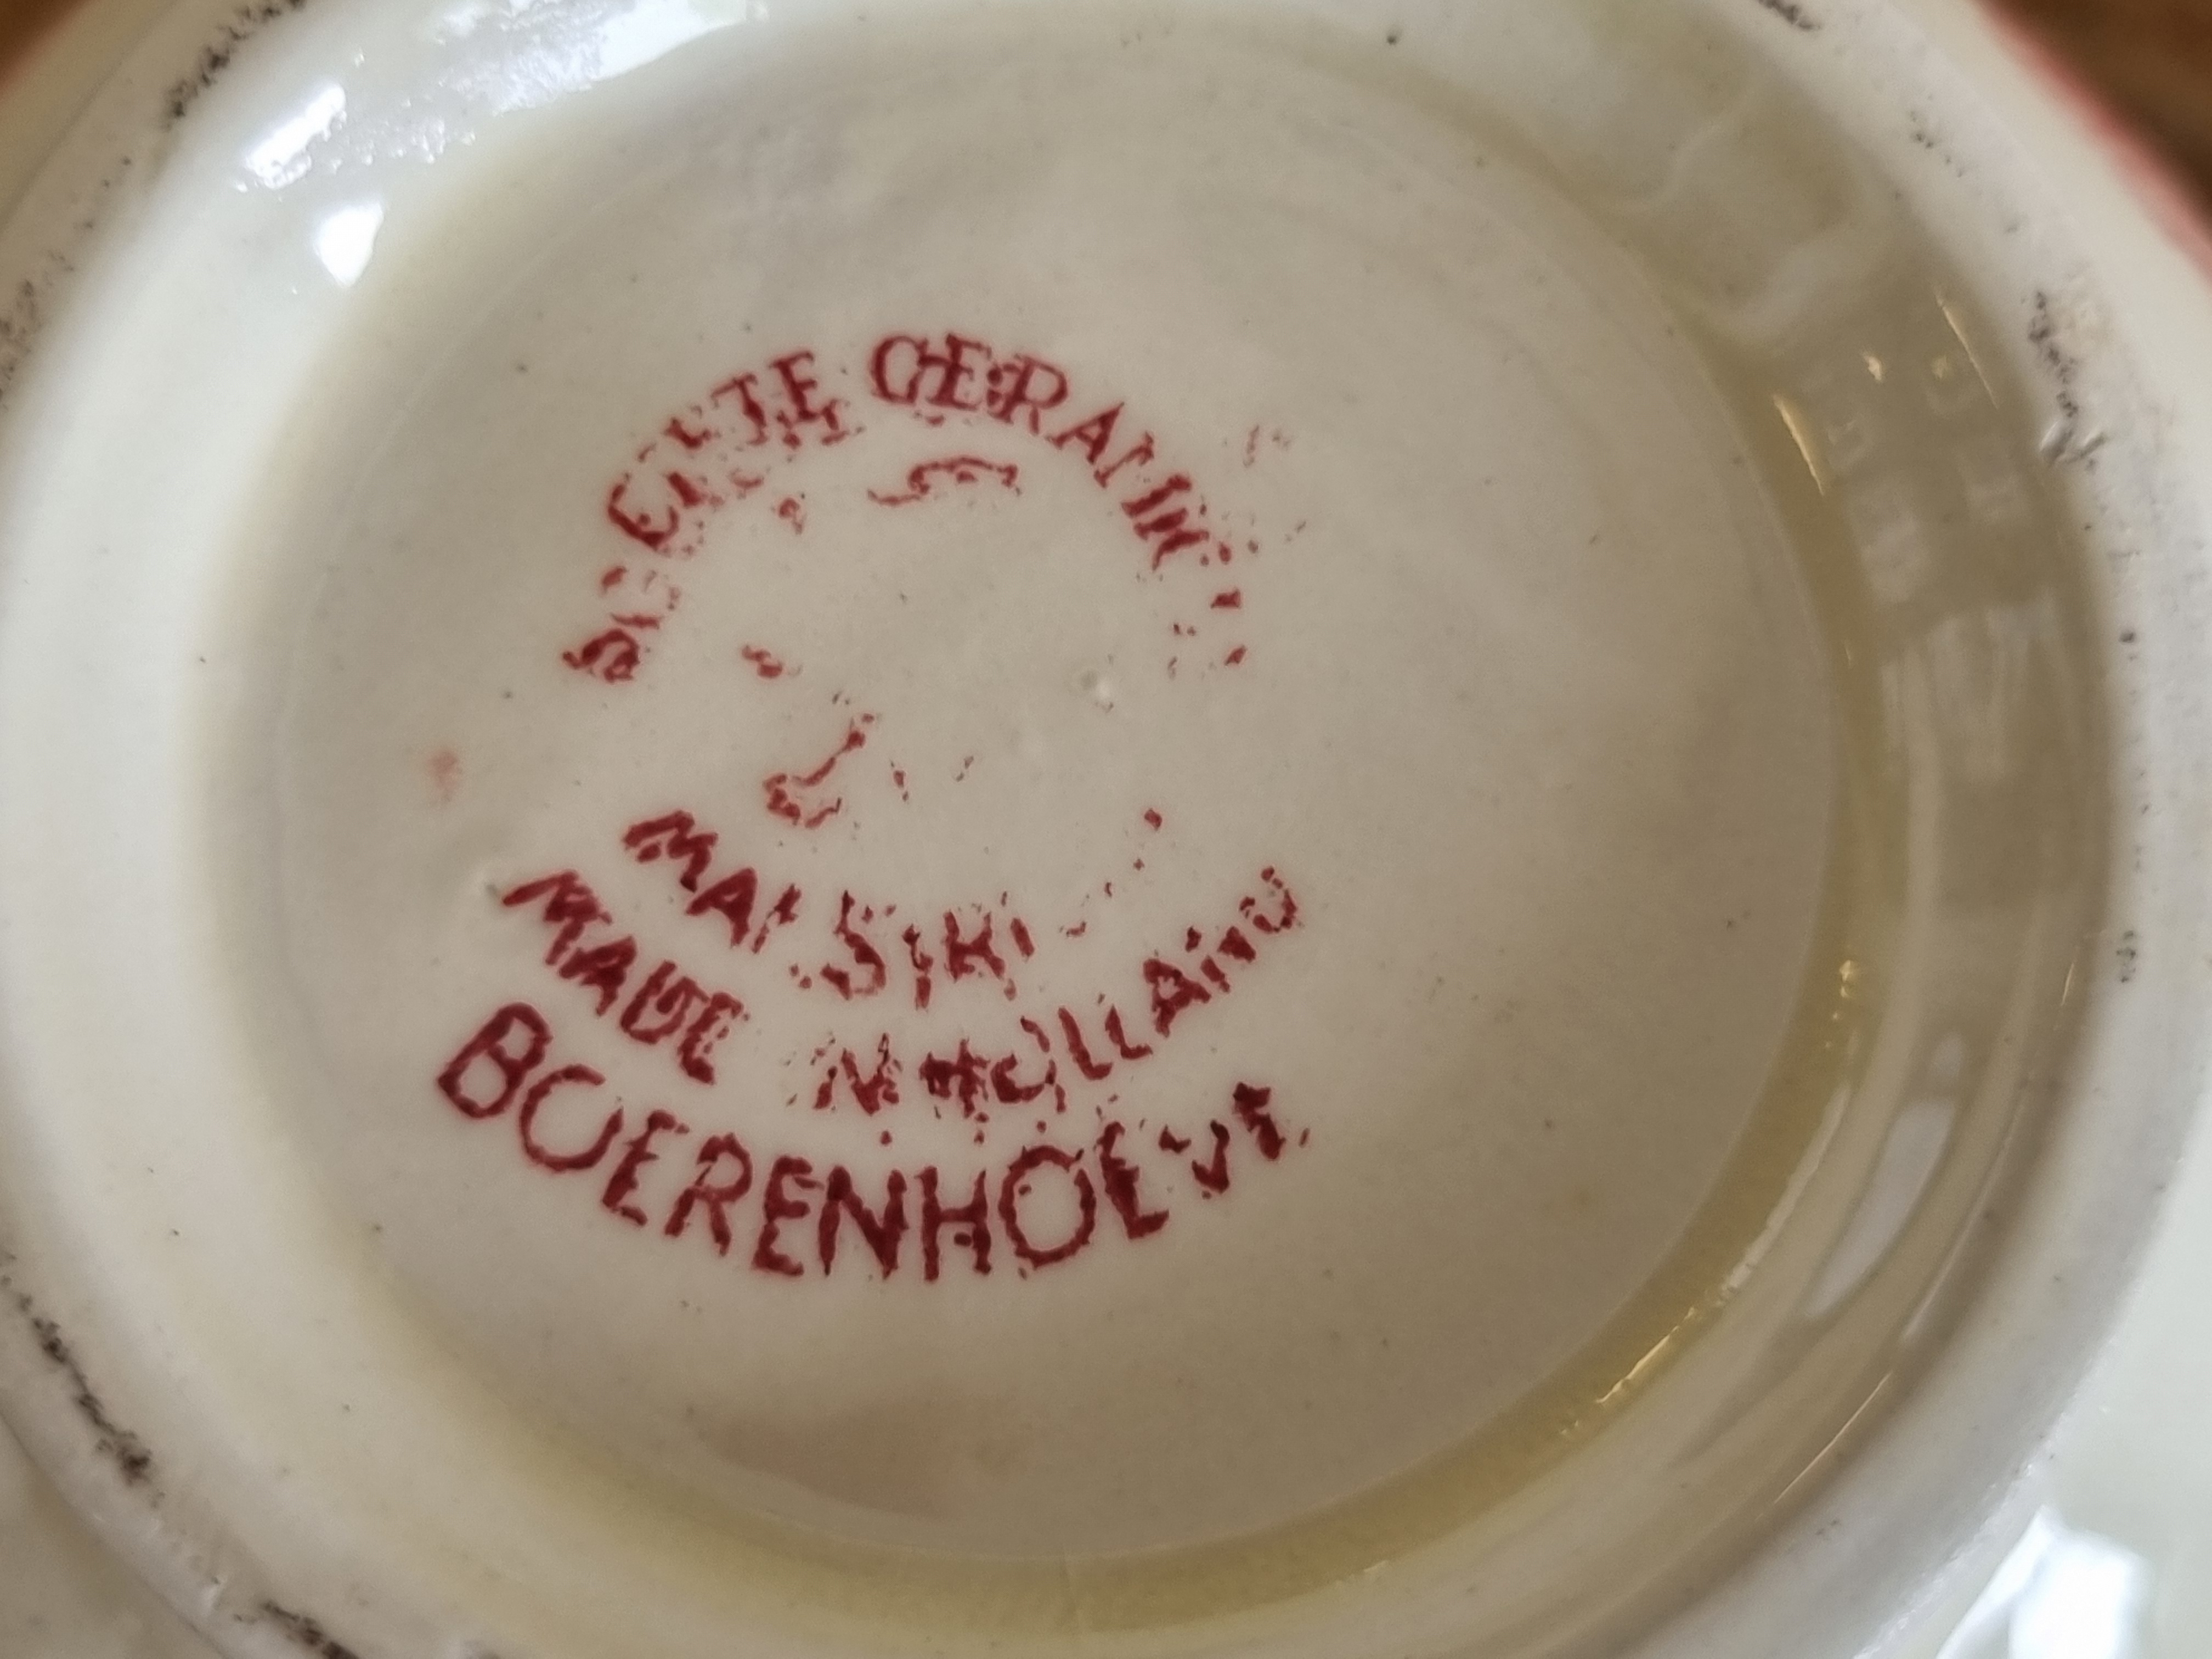 SOCIETE CERAMIQUE
MAESTRICHT
MADE IN HOLLAND
BOERENHOEVE